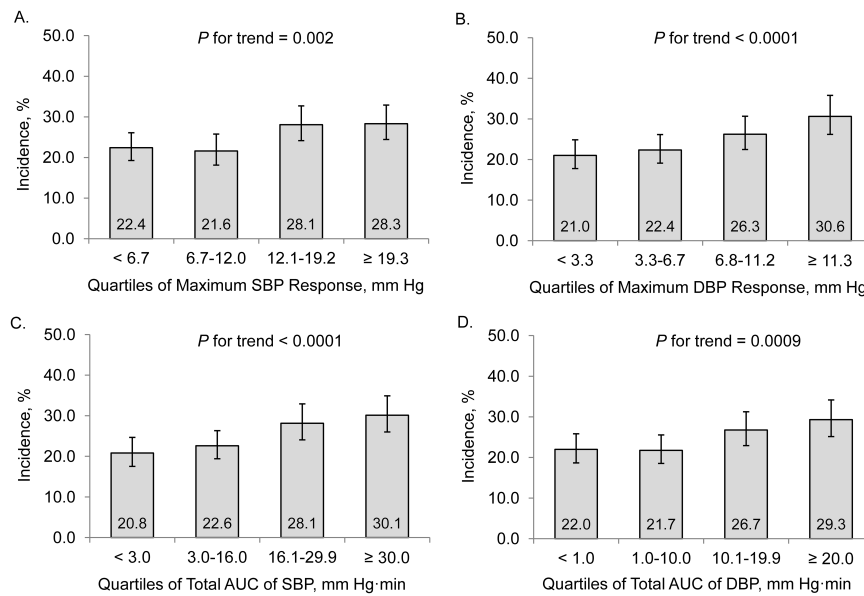 A.
P for trend = 0.002
50.0
40.0
30.0
20.0
10.0
0.0
Incidence, %
22.4 21.6 28.1 28.3
< 6.7 6.7-12.0 12.1-19.2 ≥ 19.3
Quartiles of Maximum SBP Response, mm Hg
B.
P for trend < 0.0001
50.0
40.0
30.0
20.0
10.0
0.0
Incidence, %
21.0 22.4 26.3 30.6
< 3.3 3.3-6.7 6.8-11.2 ≥ 11.3
Quartiles of Maximum DBP Response, mm Hg
C.
P for trend < 0.0001
50.0
40.0
30.0
20.0
10.0
0.0
Incidence, %
20.8 22.6 28.1 30.1
< 3.0 3.0-16.0 16.1-29.9 ≥ 30.0
Quartiles of Total AUC of SBP, mm Hg·min
D.
P for trend = 0.0009
50.0
40.0
30.0
20.0
10.0
0.0
Incidence, %
22.0 21.7 26.7 29.3
< 1.0 1.0-10.0 10.1-19.9 ≥ 20.0
Quartiles of Total AUC of DBP, mm Hg·min